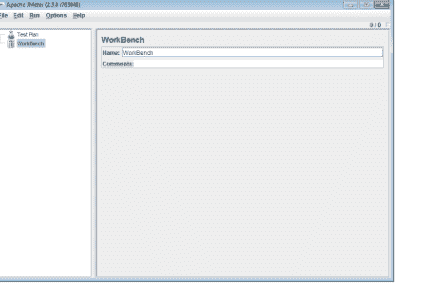 Apache JMeter (2.3.4 r785646)
File Edit Run Options Help
0 / 0
Test Plan
WorkBench
WorkBench
Name: WorkBench
Comments: